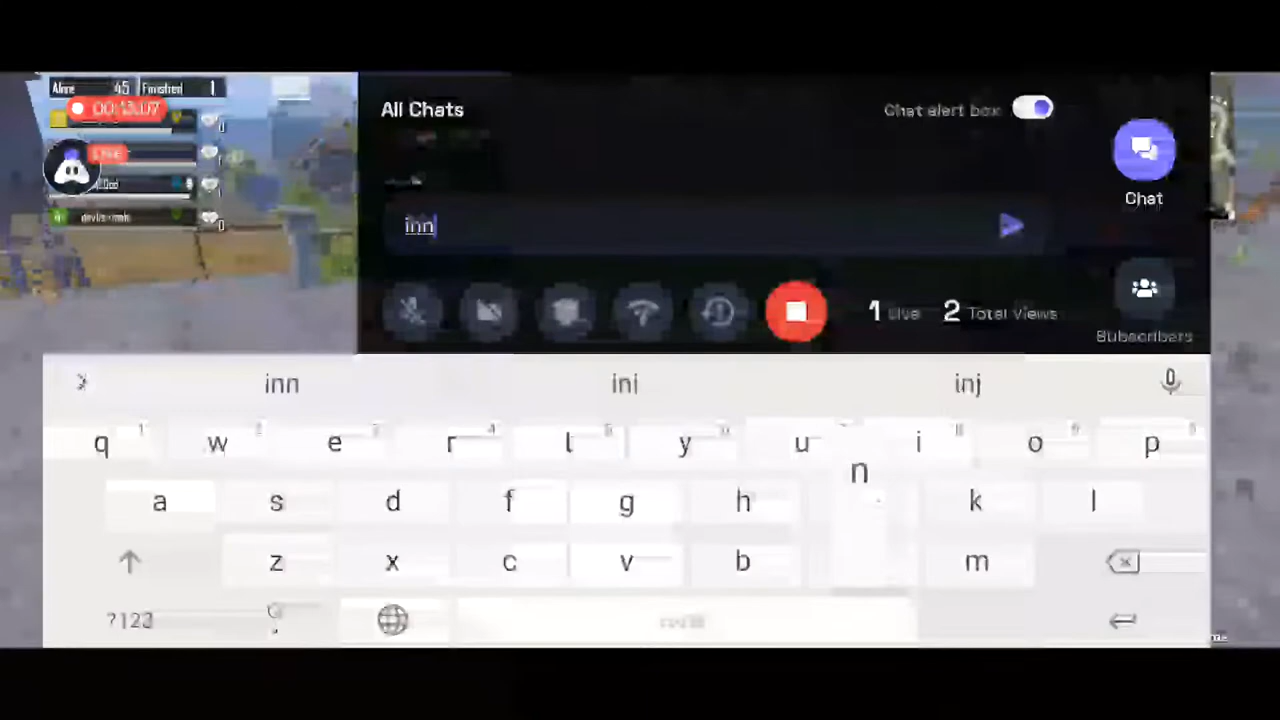 Alive 45 Finished 1
00:13:07
Live
All Chats
Chat alert box
inn
Chat
1 Live 2 Total Views
Subscribers
inn ini inj
q w e r t y u i o p
n
a s d f g h k l
z x c v b m
?123